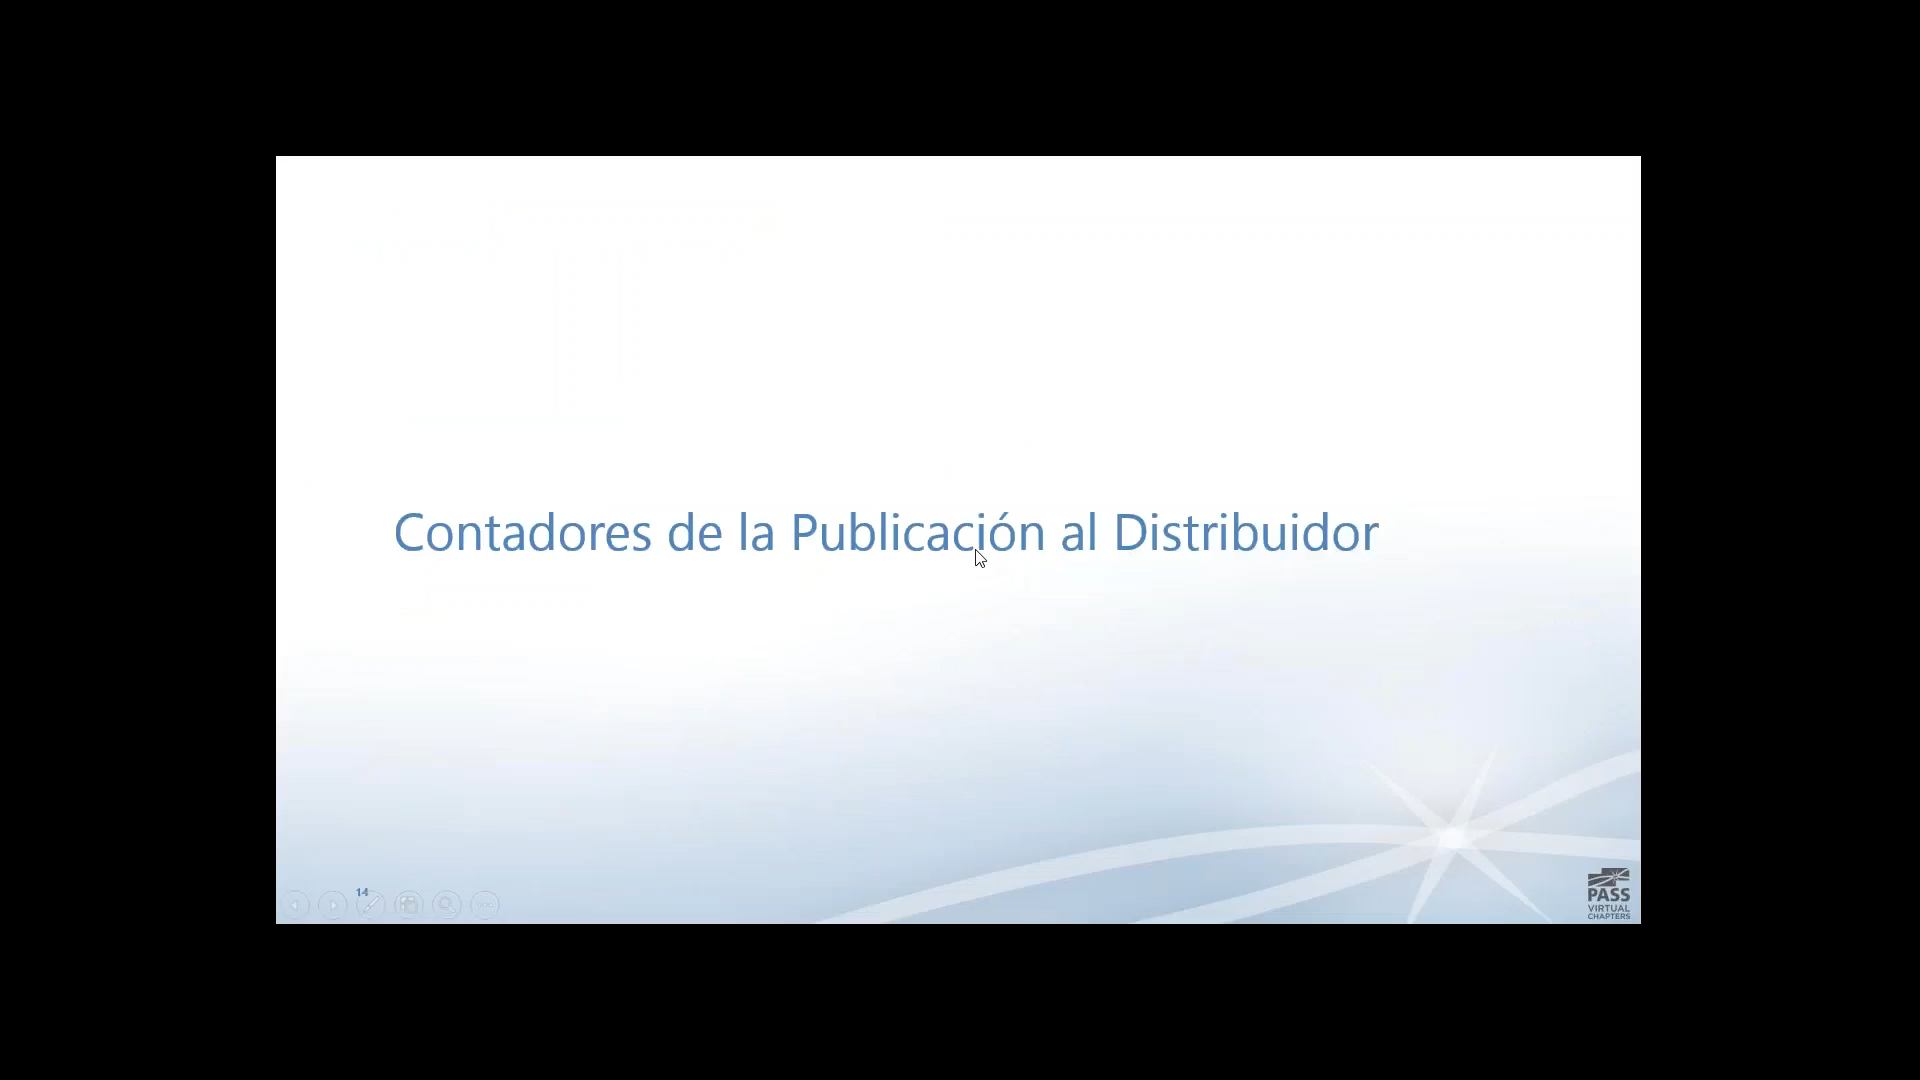 Contadores de la Publicación al Distribuidor
14
PASS
VIRTUAL
CHAPTERS